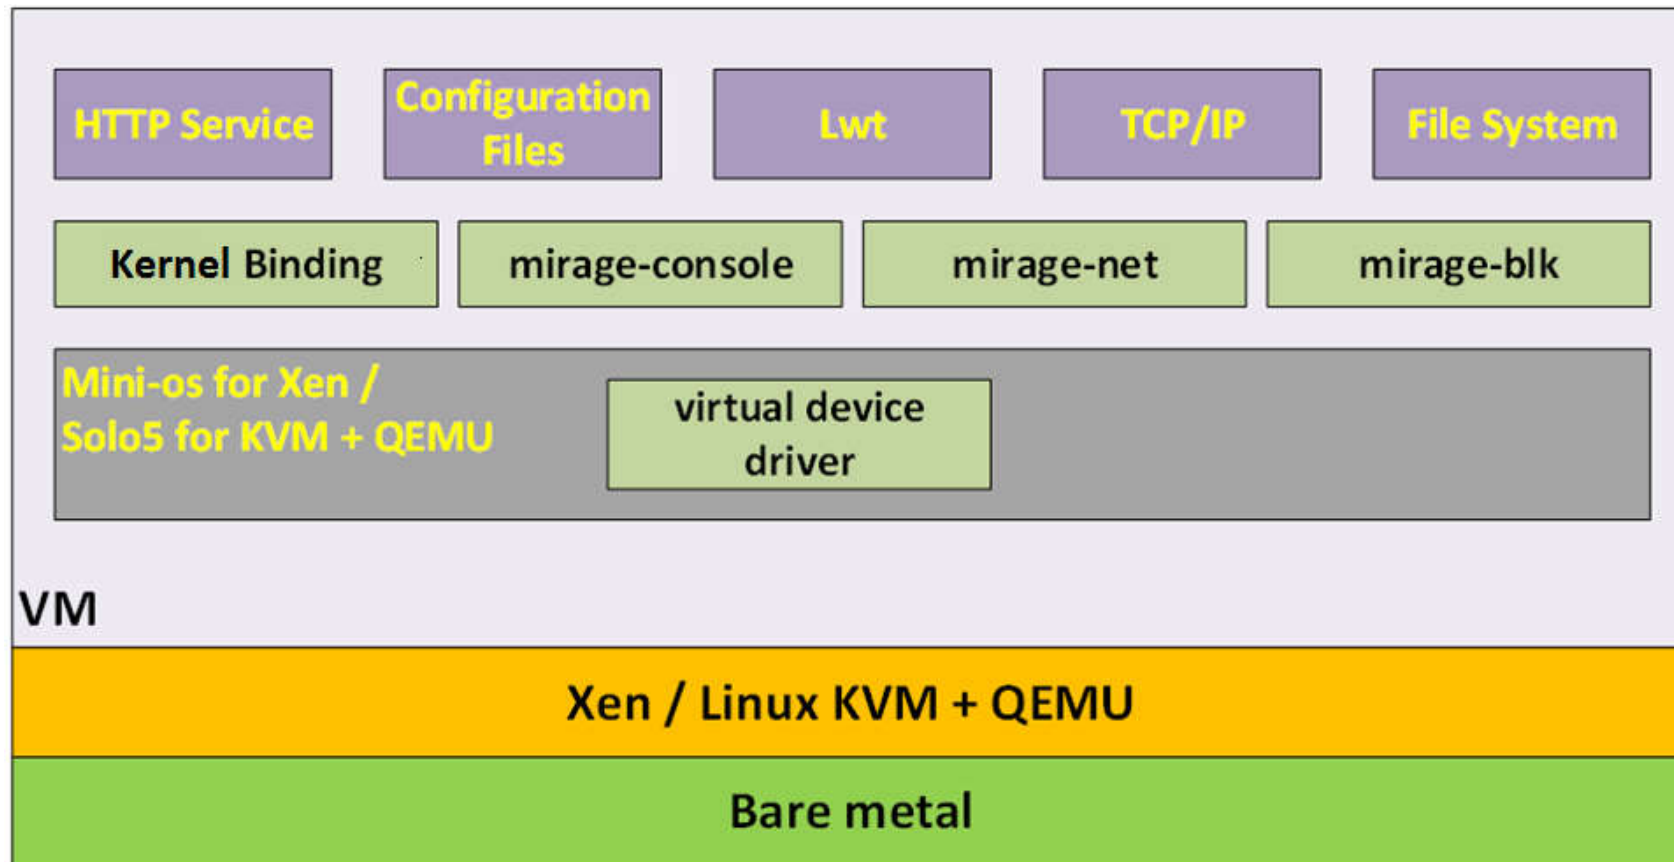 HTTP Service
Configuration
Files
Lwt
TCP/IP
File System
Kernel Binding
mirage-console
mirage-net
mirage-blk
Mini-os for Xen /
Solo5 for KVM + QEMU
virtual device
driver
VM
Xen / Linux KVM + QEMU
Bare metal